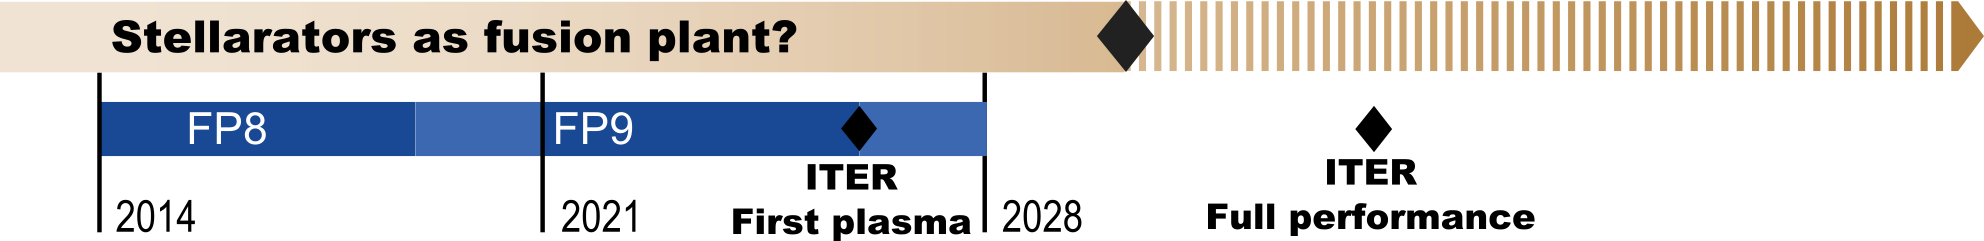 Stellarators as fusion plant?
FP8
FP9
ITER
First plasma
ITER
Full performance
2014
2021
2028